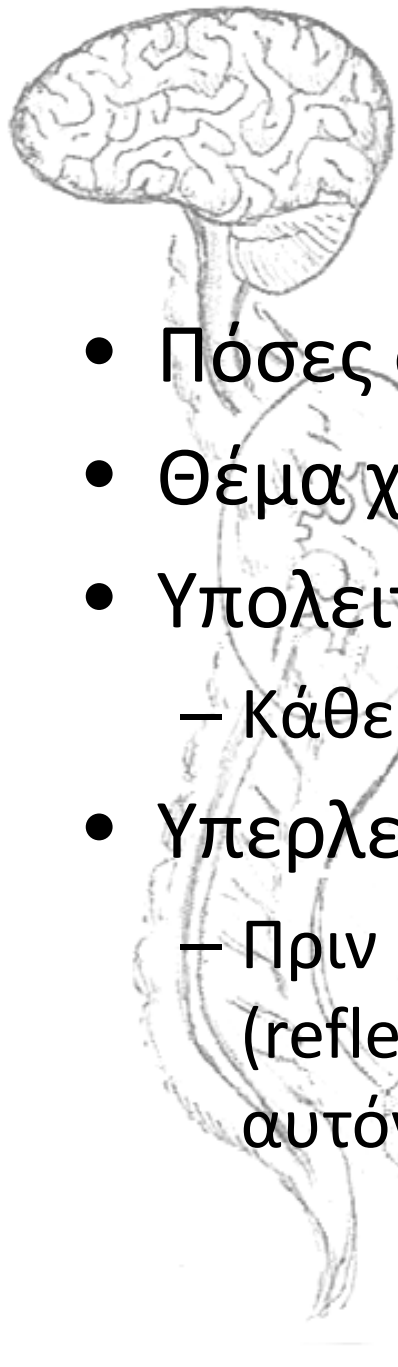 • Πόσες
• Θέμα χ
• Υπολειτ
– Κάθε
• Υπερλε
– Πριν
(refle
αυτόν